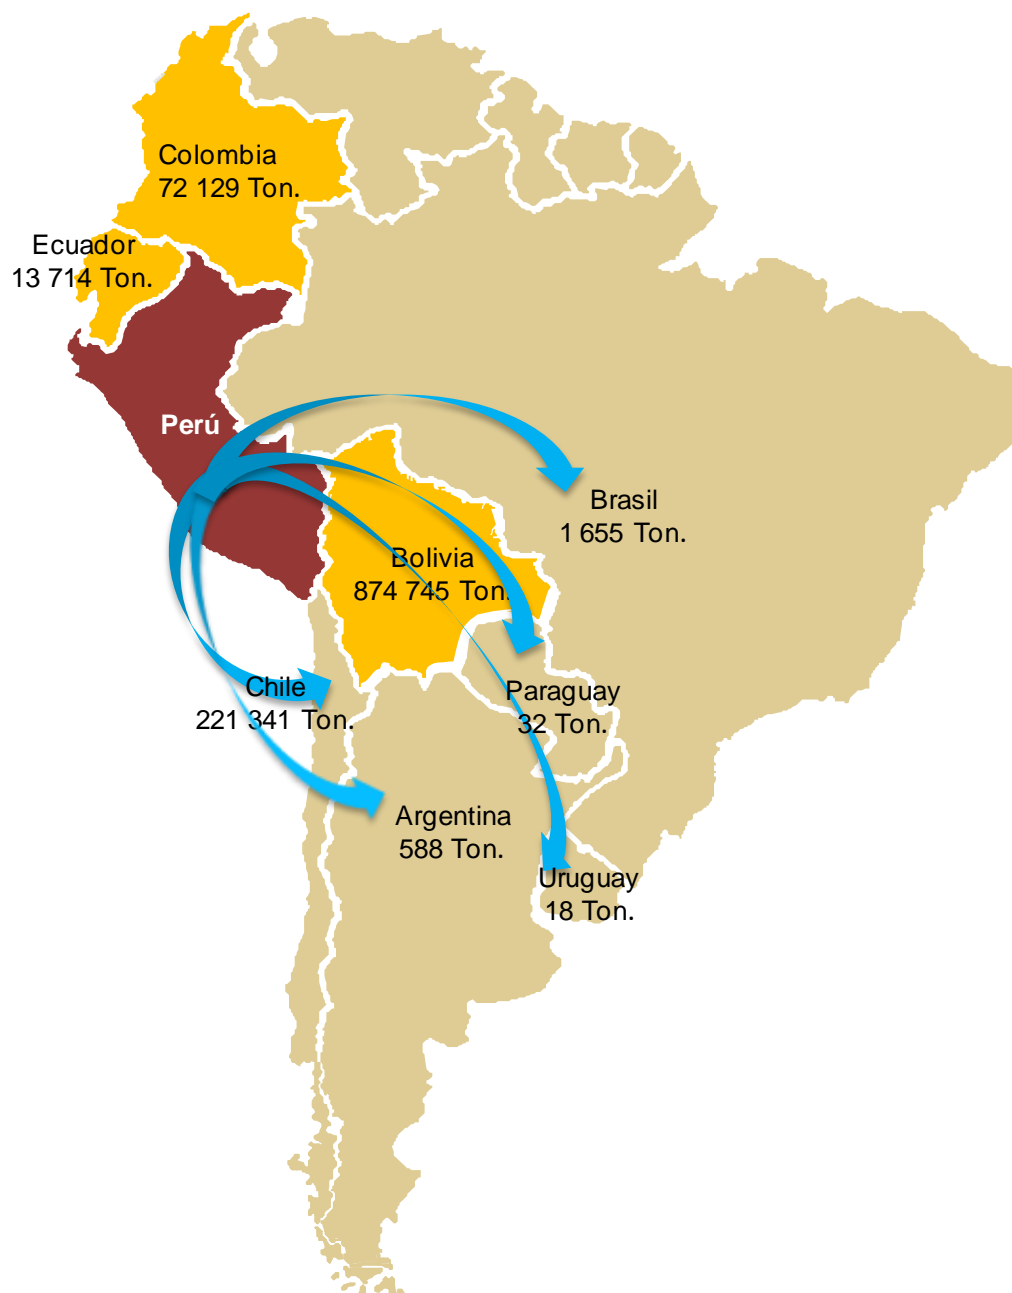 Colombia
72 129 Ton.
Ecuador
13 714 Ton.
Perú
Brasil
1 655 Ton.
Bolivia
874 745 Ton.
Chile
221 341 Ton.
Paraguay
32 Ton.
Argentina
588 Ton.
Uruguay
18 Ton.